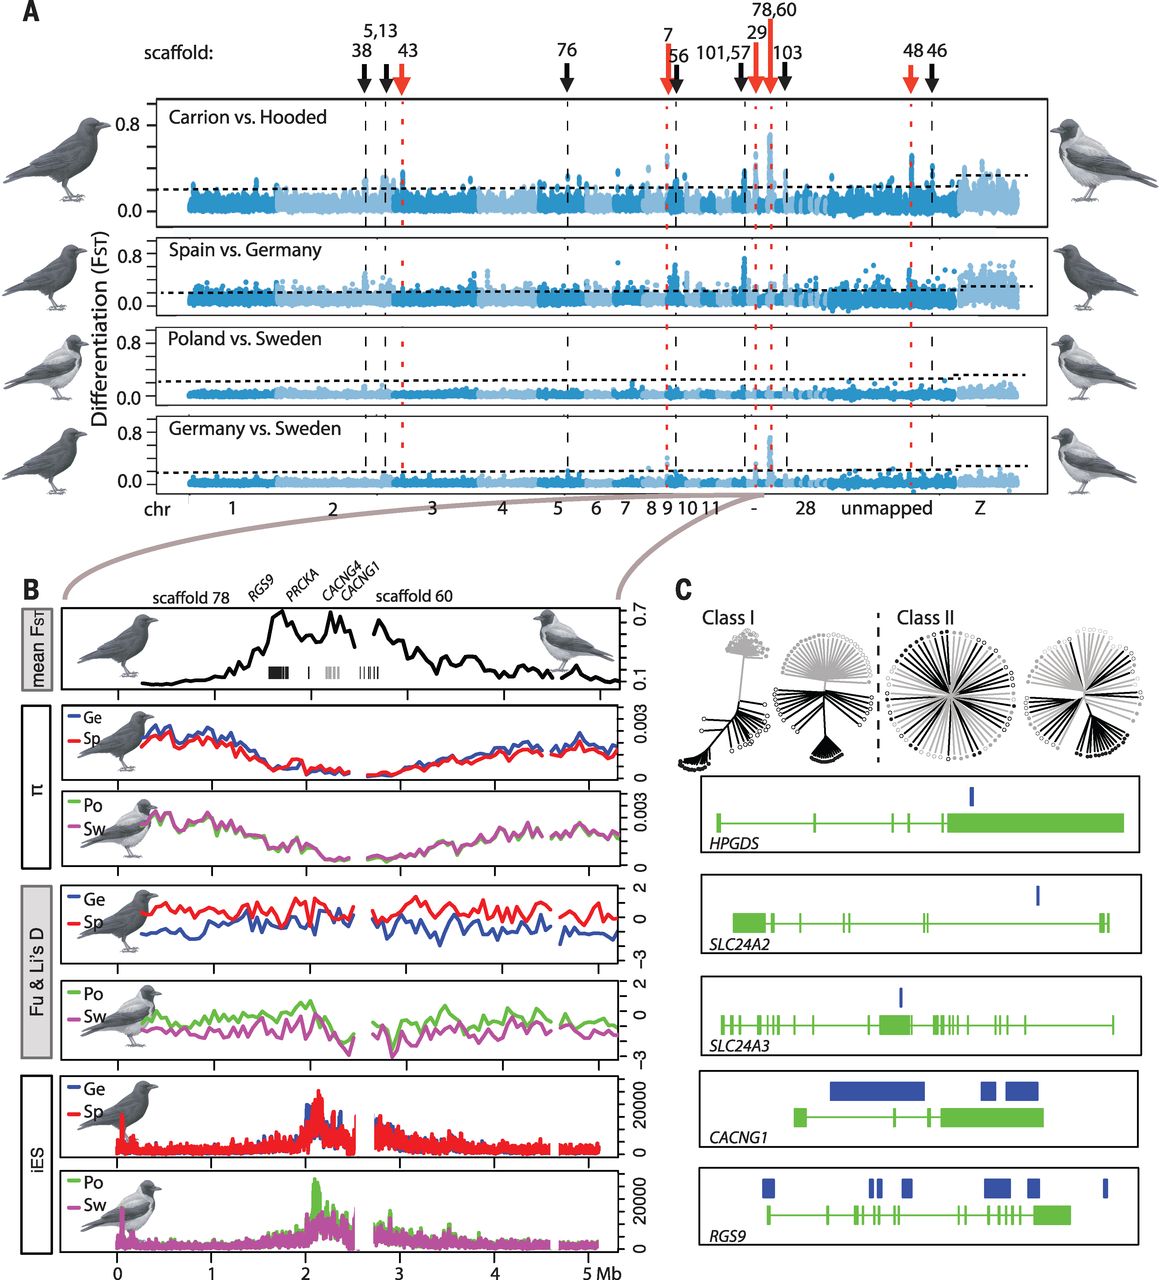 A
scaffold:
5,13
38
43
76
7
56
101,57
29
78,60
103
48
46
Differentiation (FST)
Carrion vs. Hooded
0.8
0.0
Spain vs. Germany
0.8
0.0
Poland vs. Sweden
0.8
0.0
Germany vs. Sweden
0.8
0.0
chr 1 2 3 4 5 6 7 8 9 10 11 - 28 unmapped Z
B
scaffold 78
RGS9
PRCKA
CACNG4
CACNG1
scaffold 60
mean FST
0.7
0.1
π
Ge
Sp
0.003
0
Po
Sw
0.003
0
Fu & Li's D
Ge
Sp
2
0
−3
Po
Sw
2
0
−3
iES
Ge
Sp
20000
0
Po
Sw
20000
0
0 1 2 3 4 5 Mb
C
Class I
Class II
HPGDS
SLC24A2
SLC24A3
CACNG1
RGS9